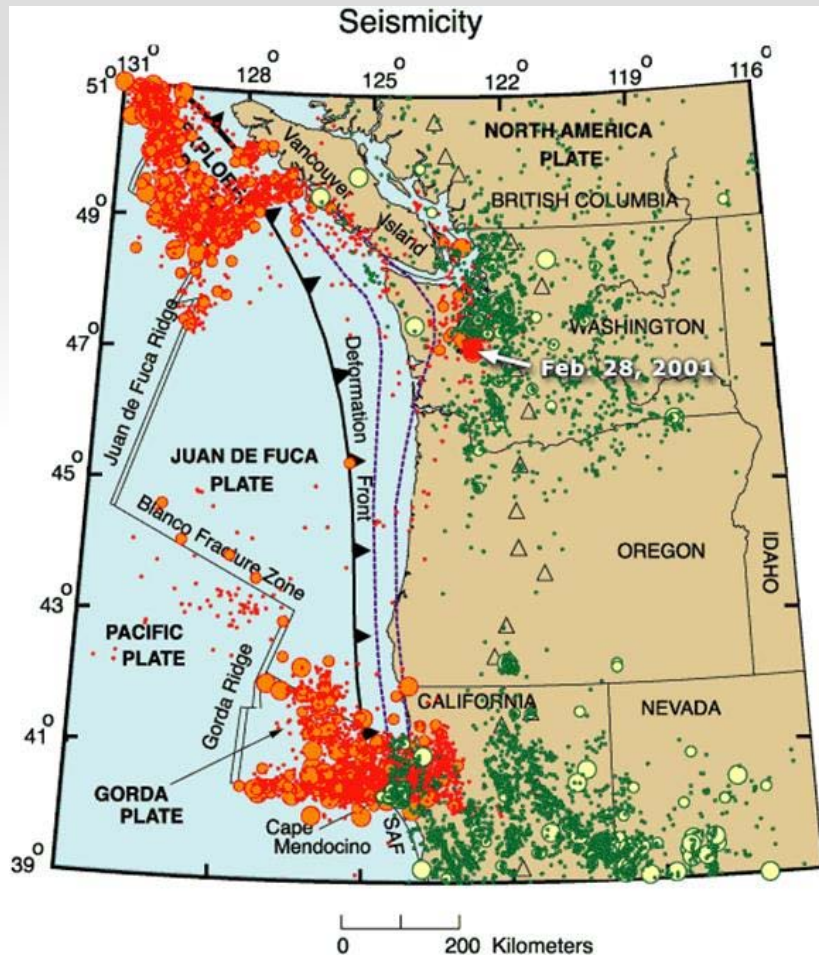 Seismicity
131° 128° 125° 122° 119° 116°
51°
EXPLORER
Vancouver
Island
NORTH AMERICA
PLATE
BRITISH COLUMBIA
49°
WASHINGTON
47°
Feb. 28, 2001
Juan de Fuca Ridge
Deformation
Front
JUAN DE FUCA
PLATE
45°
Blanco Fracture Zone
OREGON
IDAHO
43°
PACIFIC
PLATE
Gorda Ridge
CALIFORNIA
NEVADA
41°
GORDA
PLATE
Cape
Mendocino
SAF
39°
0 200 Kilometers